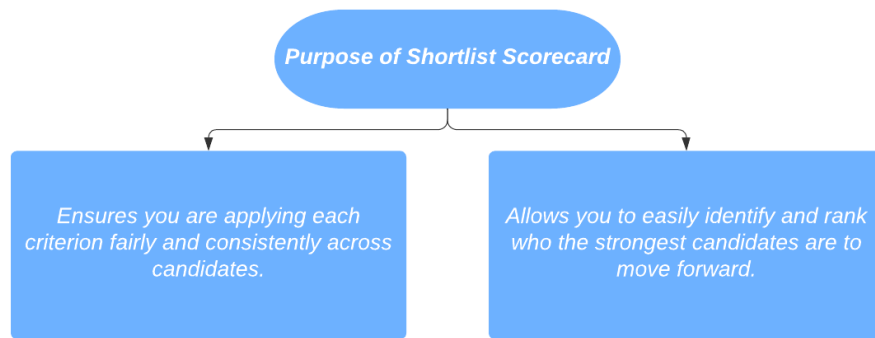 Purpose of Shortlist Scorecard
Ensures you are applying each
criterion fairly and consistently across
candidates.
Allows you to easily identify and rank
who the strongest candidates are to
move forward.